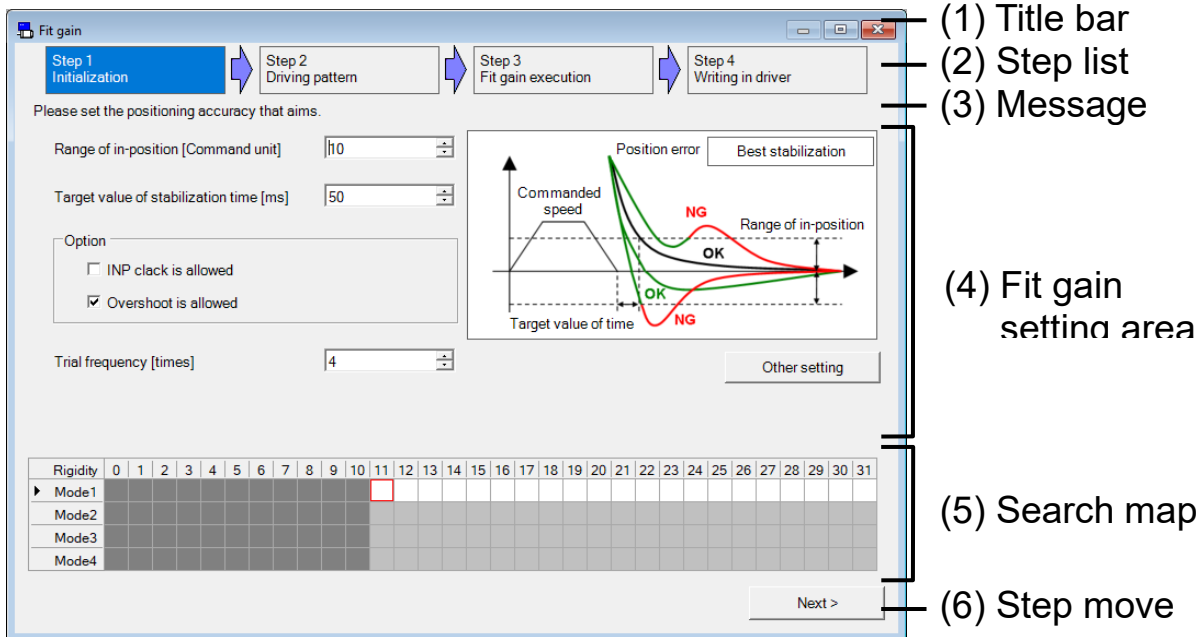 Fit gain
(1) Title bar
Step 1
Initialization
Step 2
Driving pattern
Step 3
Fit gain execution
Step 4
Writing in driver
(2) Step list
Please set the positioning accuracy that aims.
(3) Message
Range of in-position [Command unit]
10
Target value of stabilization time [ms]
50
Option
INP clack is allowed
Overshoot is allowed
Trial frequency [times]
4
Position error
Best stabilization
Commanded
speed
NG
Range of in-position
OK
OK
Target value of time
NG
Other setting
(4) Fit gain
setting area
Rigidity 0 1 2 3 4 5 6 7 8 9 10 11 12 13 14 15 16 17 18 19 20 21 22 23 24 25 26 27 28 29 30 31
Mode1
Mode2
Mode3
Mode4
(5) Search map
Next >
(6) Step move